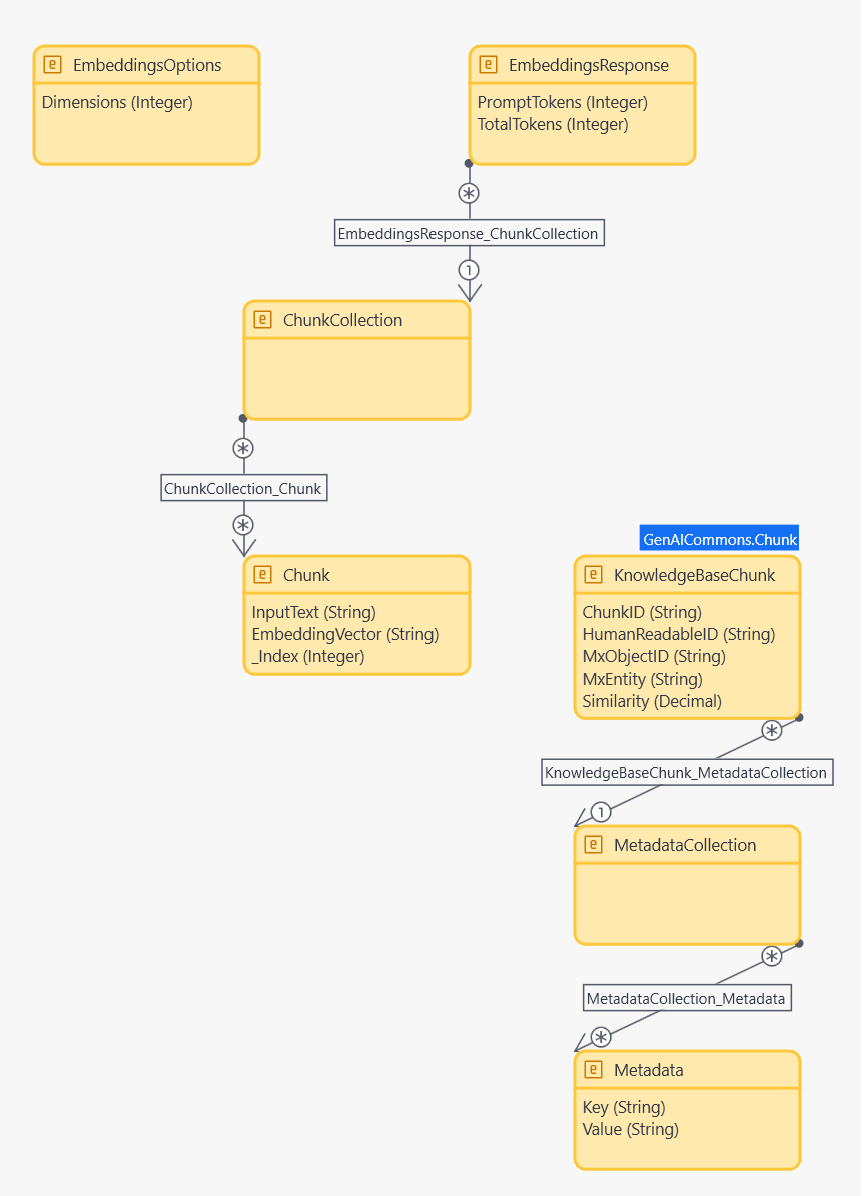 EmbeddingsOptions
Dimensions (Integer)
EmbeddingsResponse
PromptTokens (Integer)
TotalTokens (Integer)
*
EmbeddingsResponse_ChunkCollection
1
ChunkCollection
*
ChunkCollection_Chunk
*
Chunk
InputText (String)
EmbeddingVector (String)
_Index (Integer)
GenAICommons.Chunk
KnowledgeBaseChunk
ChunkID (String)
HumanReadableID (String)
MxObjectID (String)
MxEntity (String)
Similarity (Decimal)
*
KnowledgeBaseChunk_MetadataCollection
1
MetadataCollection
*
MetadataCollection_Metadata
*
Metadata
Key (String)
Value (String)